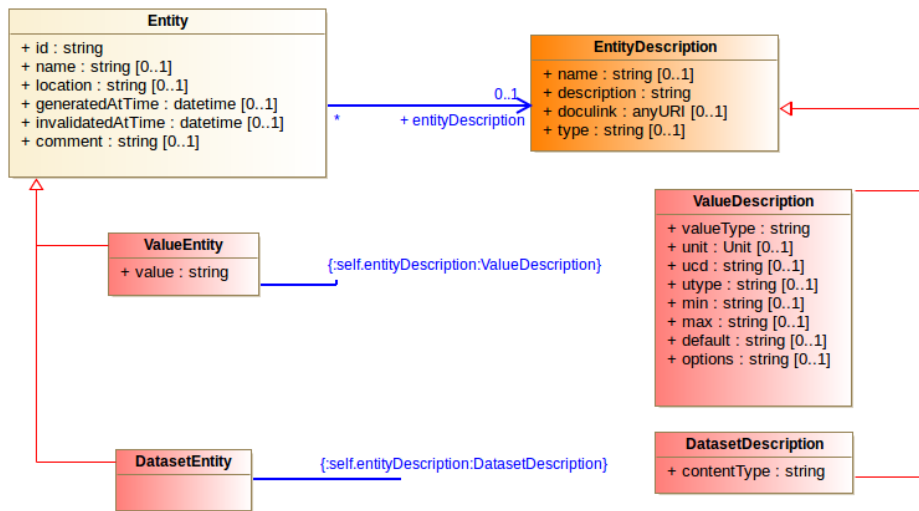 Entity
+ id : string
+ name : string [0..1]
+ location : string [0..1]
+ generatedAtTime : datetime [0..1]
+ invalidatedAtTime : datetime [0..1]
+ comment : string [0..1]
0..1
*
+ entityDescription
EntityDescription
+ name : string [0..1]
+ description : string
+ doculink : anyURI [0..1]
+ type : string [0..1]
ValueEntity
+ value : string
{:self.entityDescription:ValueDescription}
ValueDescription
+ valueType : string
+ unit : Unit [0..1]
+ ucd : string [0..1]
+ utype : string [0..1]
+ min : string [0..1]
+ max : string [0..1]
+ default : string [0..1]
+ options : string [0..1]
DatasetEntity
{:self.entityDescription:DatasetDescription}
DatasetDescription
+ contentType : string